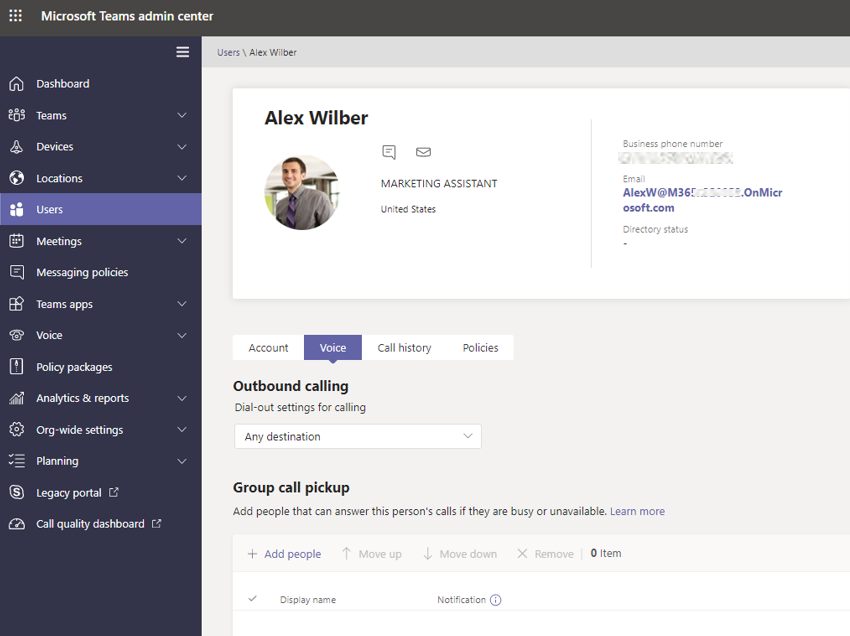 Microsoft Teams admin center
Dashboard
Teams
Devices
Locations
Users
Meetings
Messaging policies
Teams apps
Voice
Policy packages
Analytics & reports
Org-wide settings
Planning
Legacy portal
Call quality dashboard
Users \ Alex Wilber
Alex Wilber
MARKETING ASSISTANT
United States
Business phone number
Email
AlexW@M365 .OnMicr
osoft.com
Directory status
-
Account Voice Call history Policies
Outbound calling
Dial-out settings for calling
Any destination
Group call pickup
Add people that can answer this person's calls if they are busy or unavailable. Learn more
Add people Move up Move down Remove 0 Item
Display name Notification